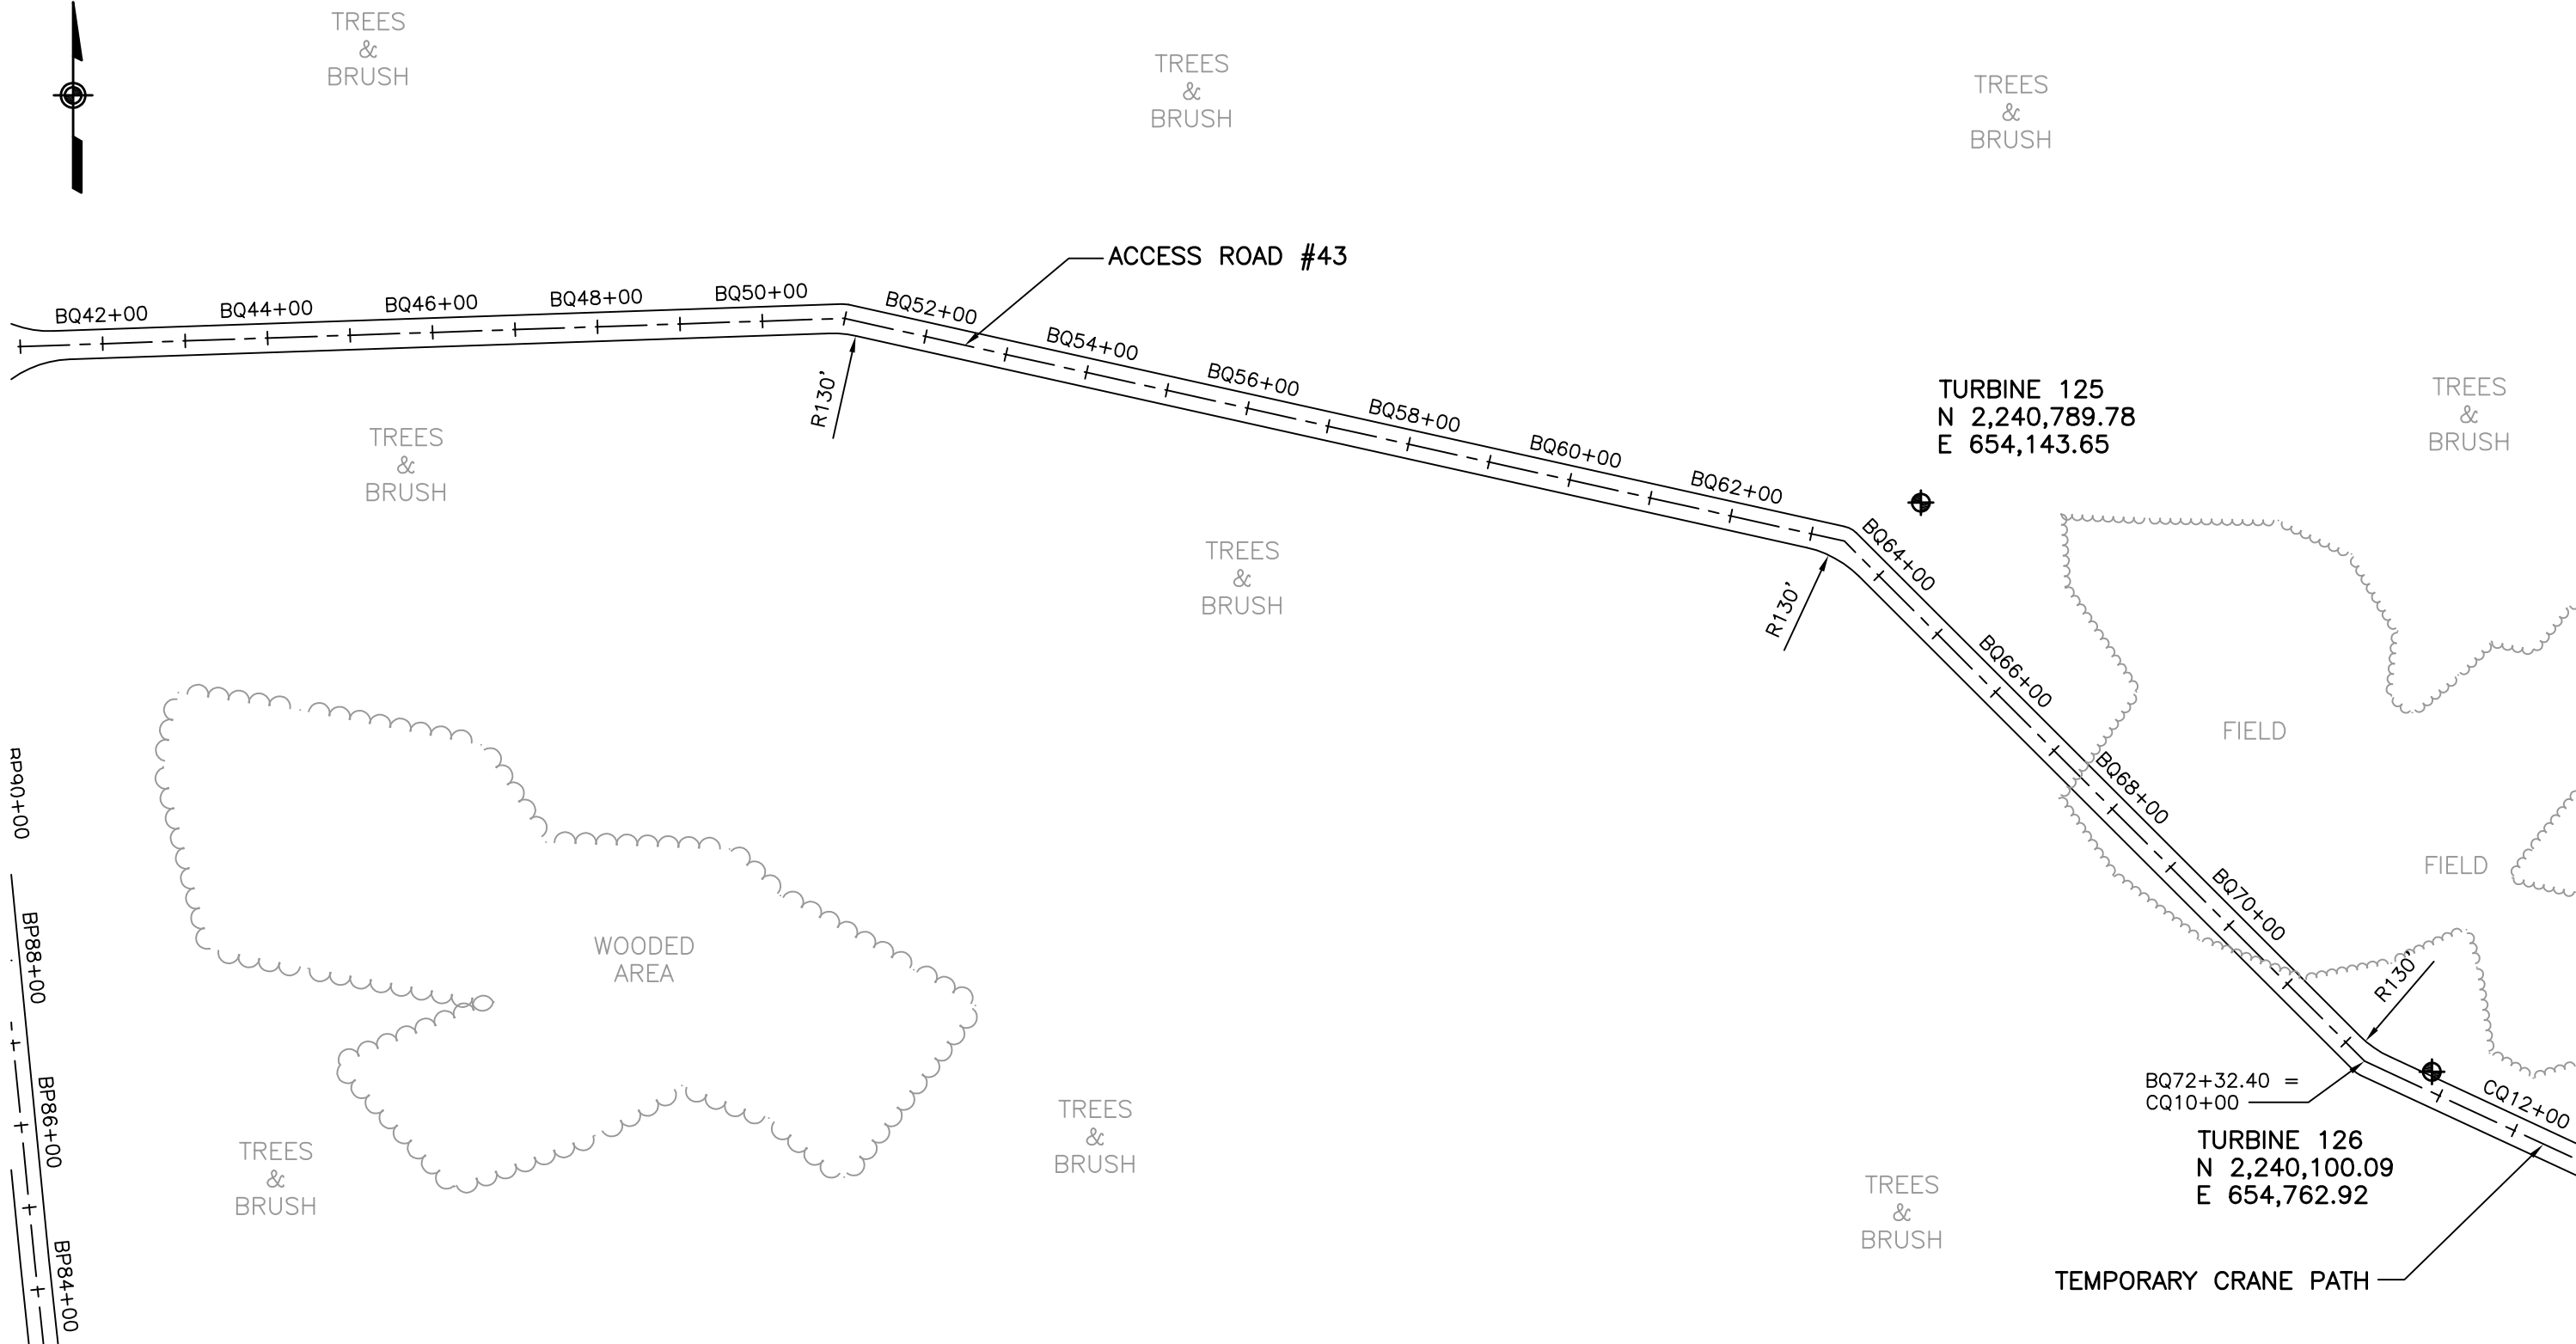 TREES
&
BRUSH
TREES
&
BRUSH
TREES
&
BRUSH
ACCESS ROAD #43
BQ42+00
BQ44+00
BQ46+00
BQ48+00
BQ50+00
BQ52+00
BQ54+00
BQ56+00
BQ58+00
BQ60+00
BQ62+00
BQ64+00
BQ66+00
BQ68+00
BQ70+00
R130'
R130'
R130'
TURBINE 125
N 2,240,789.78
E 654,143.65
TREES
&
BRUSH
TREES
&
BRUSH
TREES
&
BRUSH
FIELD
FIELD
BP90+00
BP88+00
BP86+00
BP84+00
WOODED
AREA
TREES
&
BRUSH
TREES
&
BRUSH
TREES
&
BRUSH
BQ72+32.40 =
CQ10+00
CQ12+00
TURBINE 126
N 2,240,100.09
E 654,762.92
TEMPORARY CRANE PATH